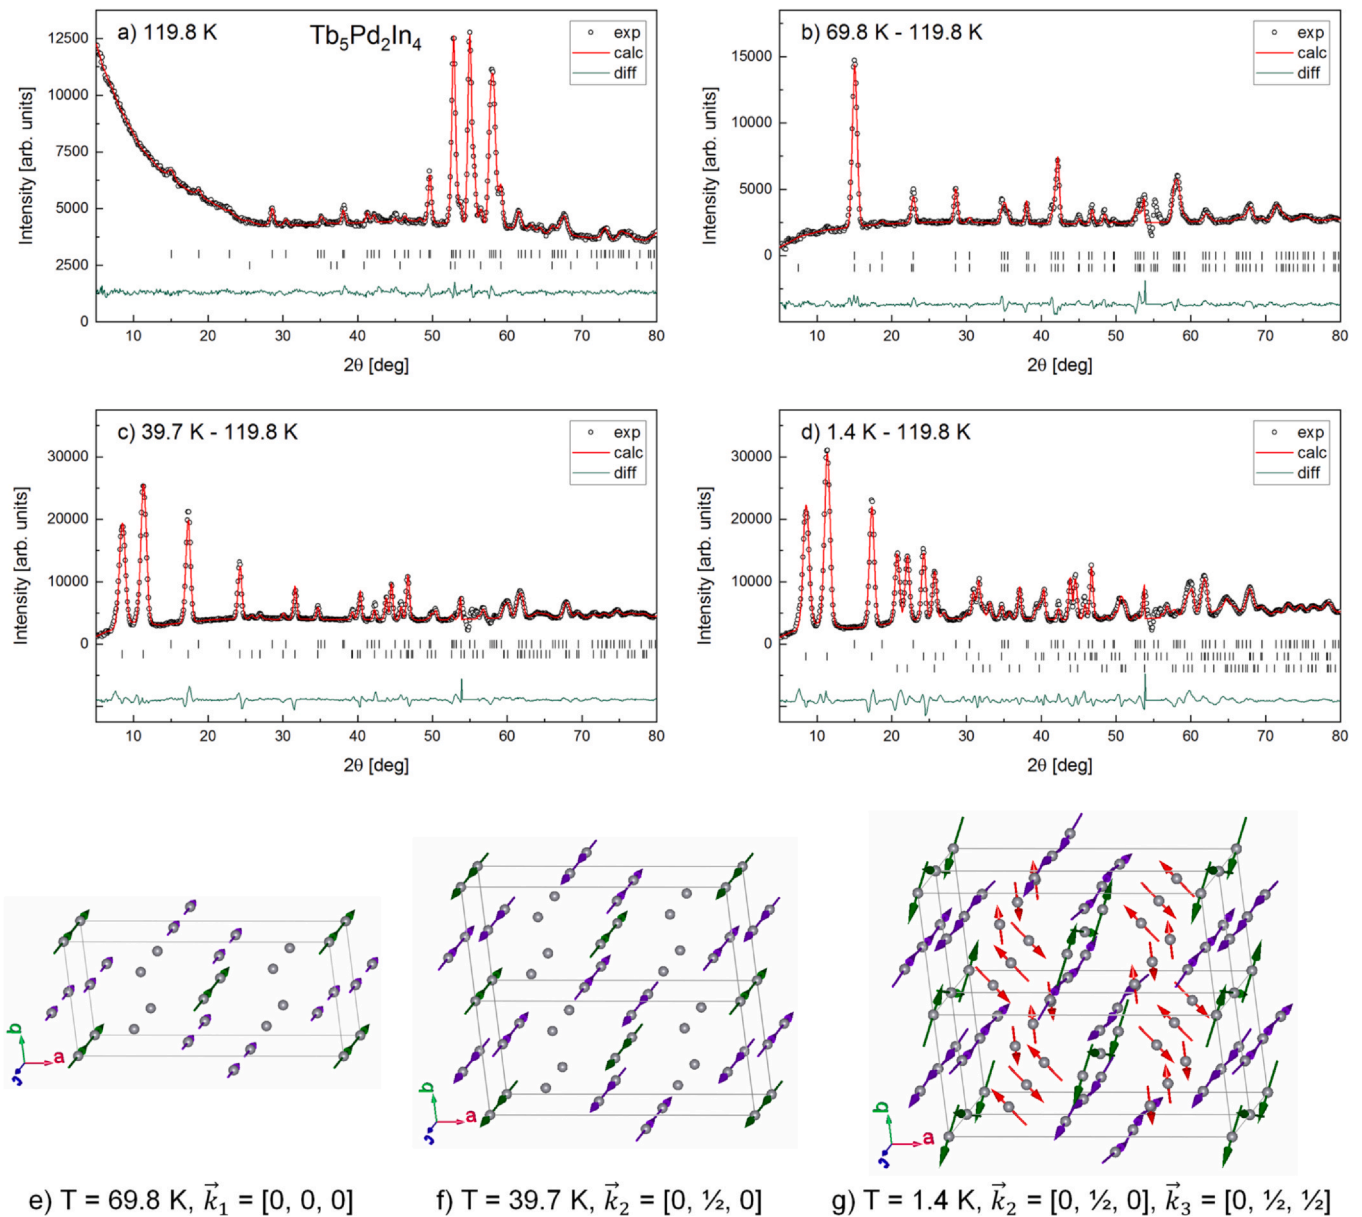 a) 119.8 K
Tb₅Pd₂In₄
exp
calc
diff
Intensity [arb. units]
12500
10000
7500
5000
2500
0
10 20 30 40 50 60 70 80
2θ [deg]
b) 69.8 K - 119.8 K
exp
calc
diff
Intensity [arb. units]
15000
10000
5000
0
10 20 30 40 50 60 70 80
2θ [deg]
c) 39.7 K - 119.8 K
exp
calc
diff
Intensity [arb. units]
30000
20000
10000
0
10 20 30 40 50 60 70 80
2θ [deg]
d) 1.4 K - 119.8 K
exp
calc
diff
Intensity [arb. units]
30000
20000
10000
0
10 20 30 40 50 60 70 80
2θ [deg]
b
a
c
b
a
c
b
a
c
e) T = 69.8 K, k⃗₁ = [0, 0, 0]
f) T = 39.7 K, k⃗₂ = [0, ½, 0]
g) T = 1.4 K, k⃗₂ = [0, ½, 0], k⃗₃ = [0, ½, ½]